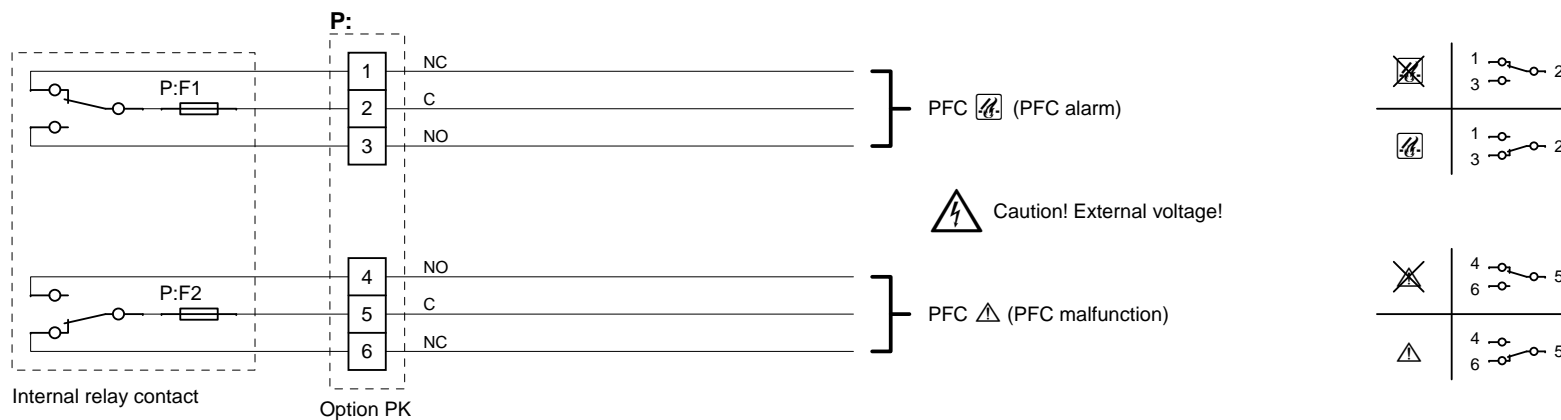 P:
P:F1
1 NC
2 C
3 NO
PFC (PFC alarm)
1
3 2
1
3 2
Caution! External voltage!
P:F2
4 NO
5 C
6 NC
PFC (PFC malfunction)
4
6 5
4
6 5
Internal relay contact
Option PK